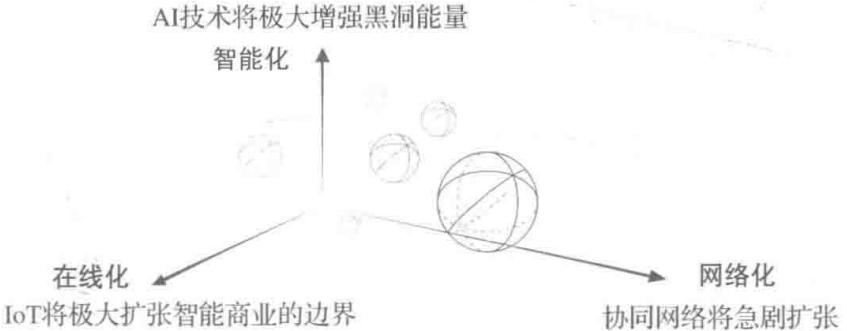 AI技术将极大增强黑洞能量
智能化
在线化
IoT将极大扩张智能商业的边界
网络化
协同网络将急剧扩张